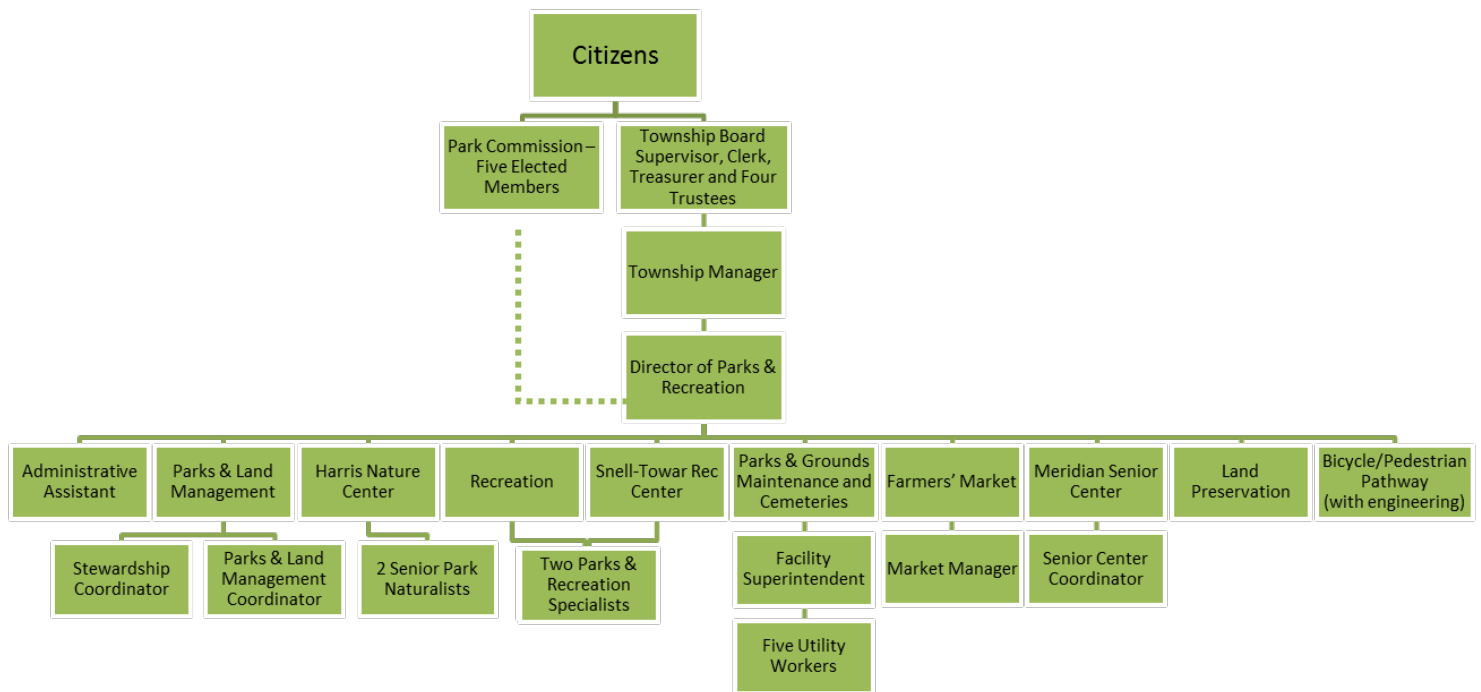 Citizens
Park Commission –
Five Elected
Members
Township Board
Supervisor, Clerk,
Treasurer and Four
Trustees
Township Manager
Director of Parks &
Recreation
Administrative
Assistant
Parks & Land
Management
Harris Nature
Center
Recreation
Snell-Towar Rec
Center
Parks & Grounds
Maintenance and
Cemeteries
Farmers’ Market
Meridian Senior
Center
Land
Preservation
Bicycle/Pedestrian
Pathway
(with engineering)
Stewardship
Coordinator
Parks & Land
Management
Coordinator
2 Senior Park
Naturalists
Two Parks &
Recreation
Specialists
Facility
Superintendent
Market Manager
Senior Center
Coordinator
Five Utility
Workers